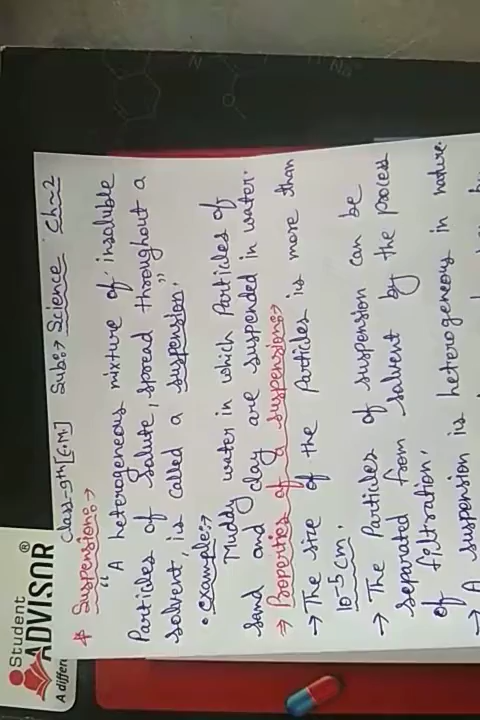 Student
ADVISOR®
A differen
class-9th [E.M.] Sub:→ Science Ch-2
* Suspension:→
"A heterogeneous mixture of insoluble
Particles of Salute, spread throughout a
solvent, is called a suspension."
• example:→
Muddy water in which Particles of
sand and clay are suspended in water.
⇒ Properties of a suspension:→
→ The size of the Particles is more than
10-5 cm.
→ The Particles of suspension can be
separated from solvent by the process
of filtration.
→ A suspension is heterogeneous in nature.